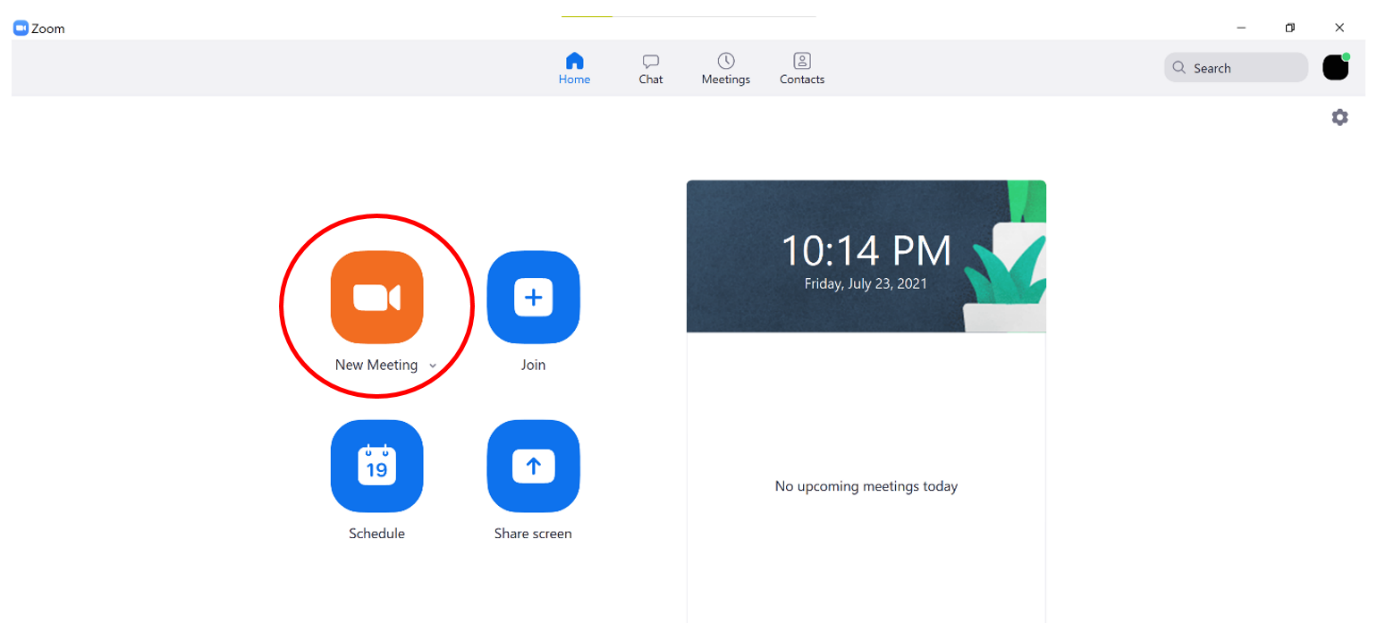 Zoom
Home
Chat
Meetings
Contacts
Search
10:14 PM
Friday, July 23, 2021
New Meeting
Join
19
Schedule
Share screen
No upcoming meetings today